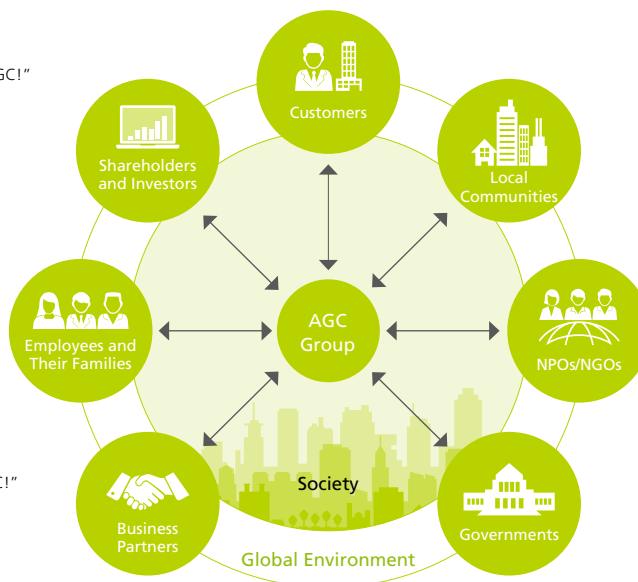 GC!”
Customers
Shareholders
and Investors
Local
Communities
AGC
Group
Employees and
Their Families
NPOs/NGOs
!”
Society
Business
Partners
Governments
Global Environment